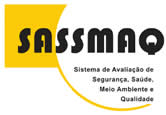 SASSMAQ
Sistema de Avaliação de
Segurança, Saúde,
Meio Ambiente e
Qualidade